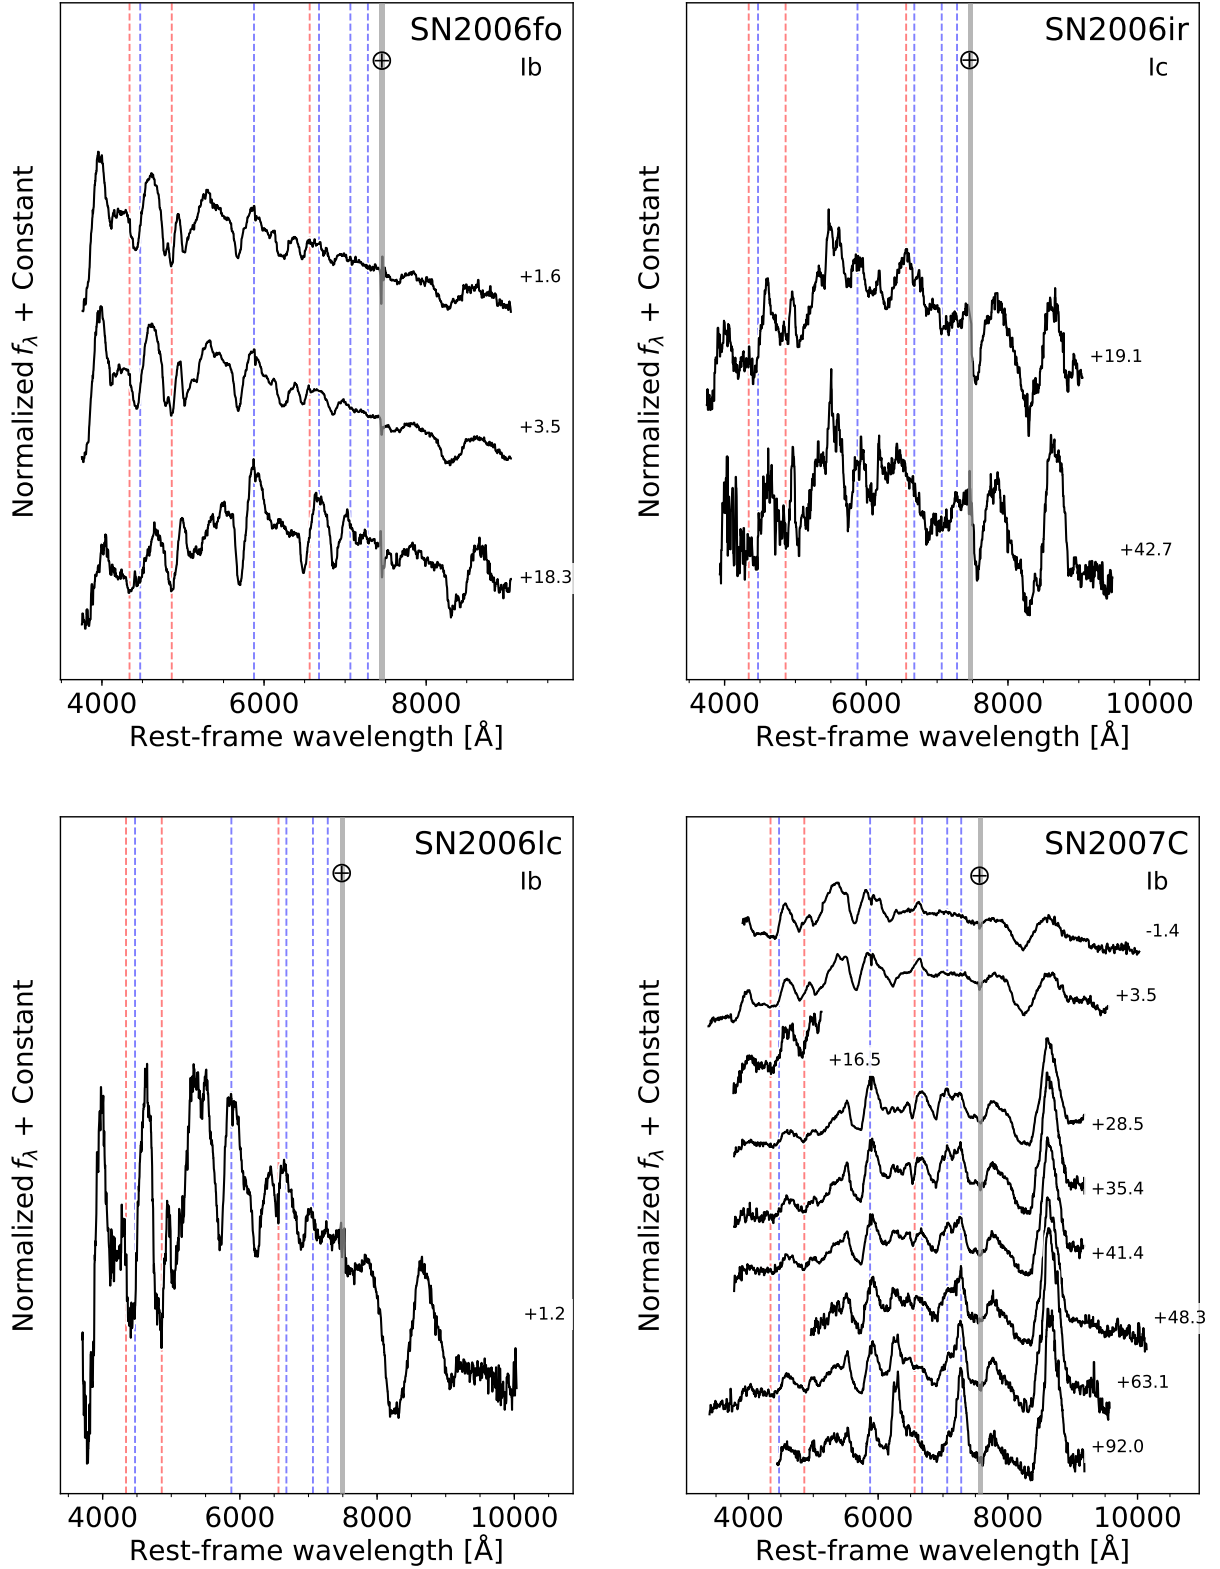 SN2006fo
Ib
+1.6
+3.5
+18.3
Normalized fλ + Constant
4000 6000 8000
Rest-frame wavelength [Å]
SN2006ir
Ic
+19.1
+42.7
Normalized fλ + Constant
4000 6000 8000 10000
Rest-frame wavelength [Å]
SN2006lc
Ib
+1.2
Normalized fλ + Constant
4000 6000 8000 10000
Rest-frame wavelength [Å]
SN2007C
Ib
-1.4
+3.5
+16.5
+28.5
+35.4
+41.4
+48.3
+63.1
+92.0
Normalized fλ + Constant
4000 6000 8000 10000
Rest-frame wavelength [Å]